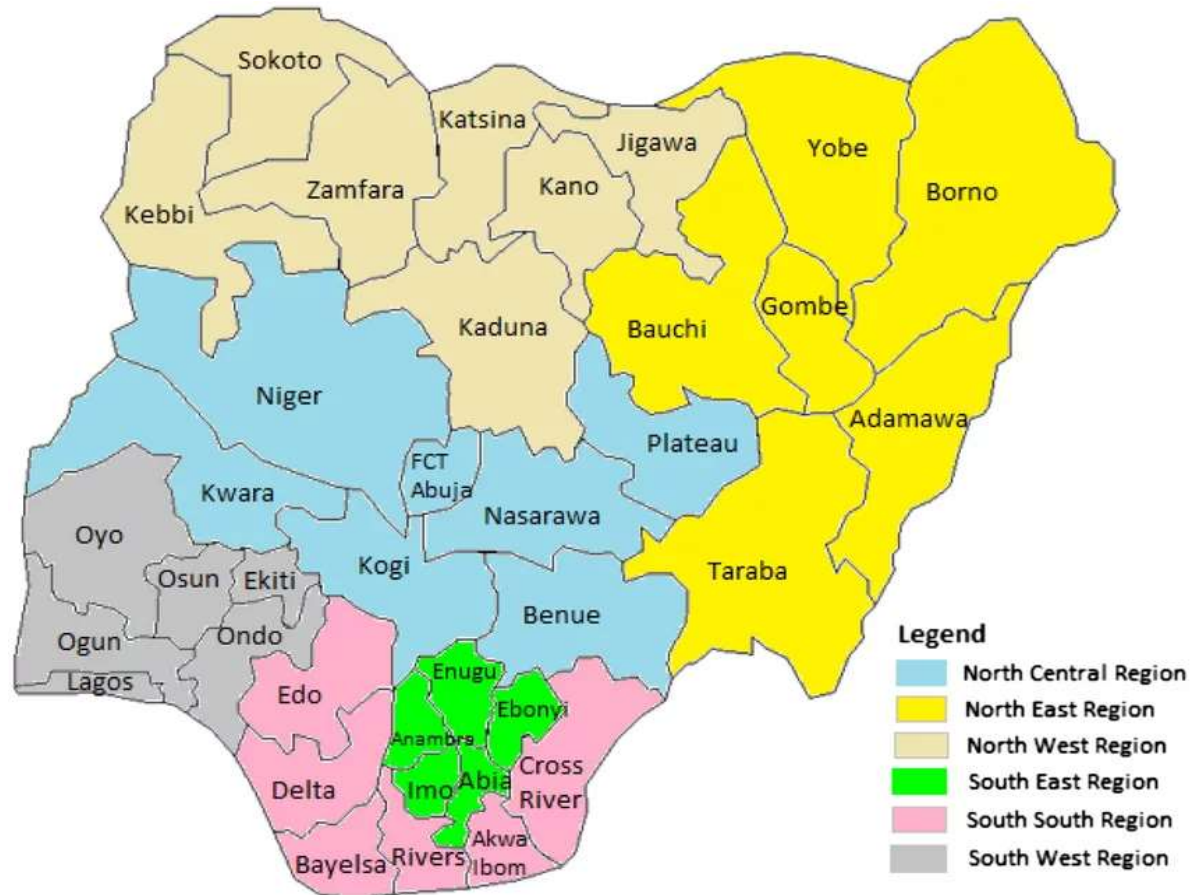 Sokoto
Katsina
Jigawa
Yobe
Borno
Kano
Zamfara
Kebbi
Kaduna
Bauchi
Gombe
Niger
Adamawa
Plateau
FCT
Abuja
Kwara
Nasarawa
Oyo
Kogi
Taraba
Osun
Ekiti
Benue
Ogun
Ondo
Lagos
Enugu
Edo
Ebonyi
Anambra
Cross
River
Delta
Imo
Abia
Akwa
Ibom
Bayelsa
Rivers
Legend
North Central Region
North East Region
North West Region
South East Region
South South Region
South West Region